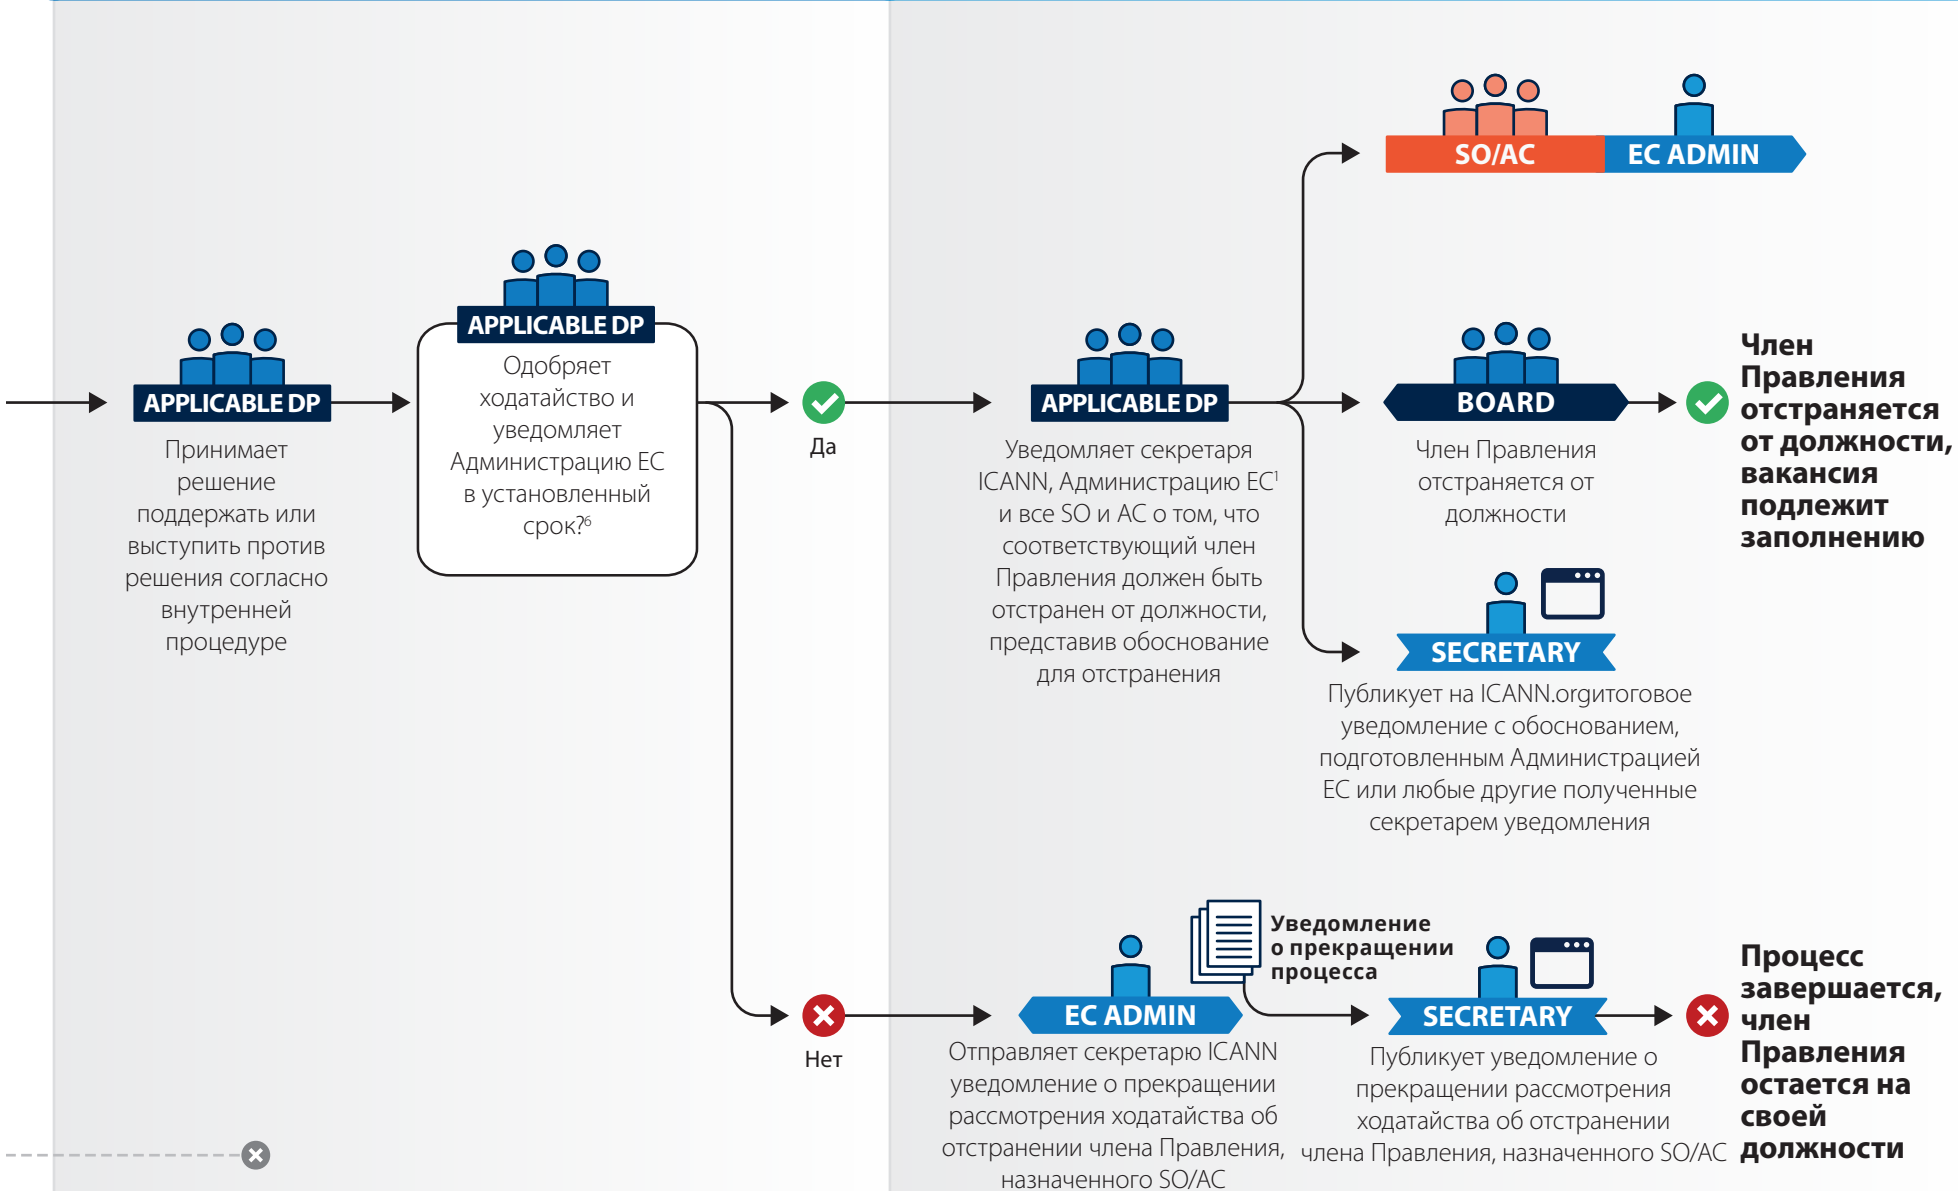 APPLICABLE DP
Принимает
решение
поддержать или
выступить против
решения согласно
внутренней
процедуре
APPLICABLE DP
Одобряет
ходатайство и
уведомляет
Администрацию EC
в установленный
срок?⁶
Да
Нет
APPLICABLE DP
Уведомляет секретаря
ICANN, Администрацию EC¹
и все SO и AC о том, что
соответствующий член
Правления должен быть
отстранен от должности,
представив обоснование
для отстранения
SO/AC
EC ADMIN
BOARD
Член Правления
отстраняется от
должности
Член
Правления
отстраняется
от должности,
вакансия
подлежит
заполнению
SECRETARY
Публикует на ICANN.orgитоговое
уведомление с обоснованием,
подготовленным Администрацией
EC или любые другие полученные
секретарем уведомления
EC ADMIN
Отправляет секретарю ICANN
уведомление о прекращении
рассмотрения ходатайства об
отстранении члена Правления,
назначенного SO/AC
Уведомление
о прекращении
процесса
SECRETARY
Публикует уведомление о
прекращении рассмотрения
ходатайства об отстранении
члена Правления, назначенного SO/AC
Процесс
завершается,
член
Правления
остается на
своей
должности